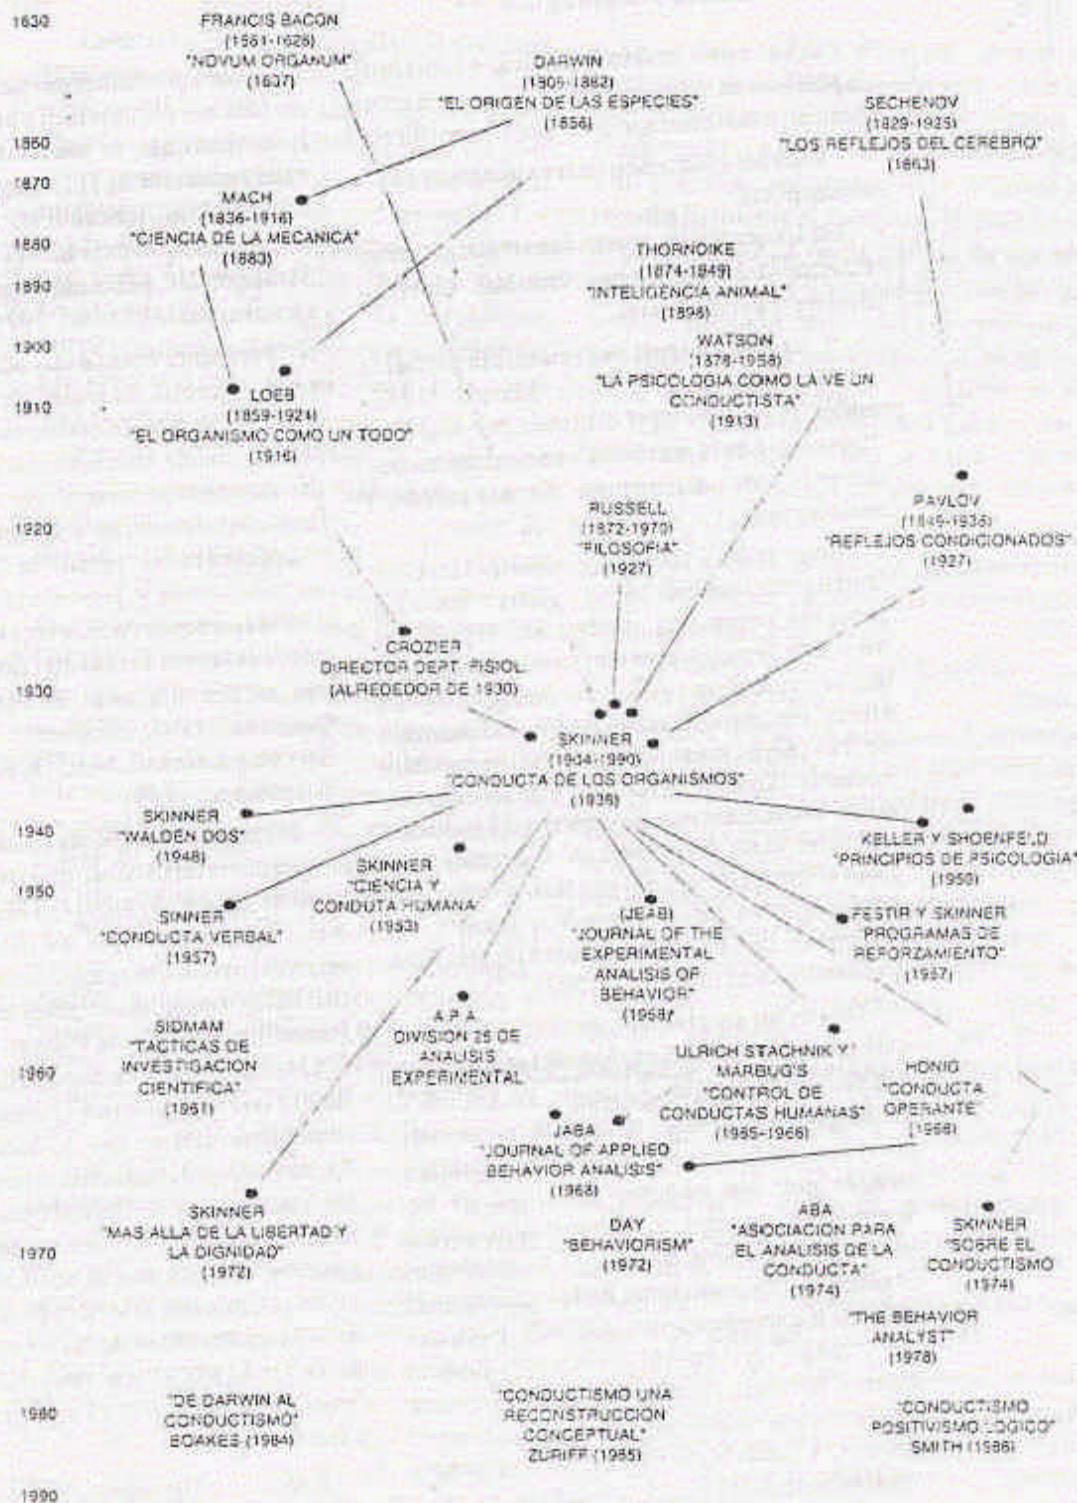 1630
FRANCIS BACON
(1561-1626)
"NOVUM ORGANUM"
(1637)
DARWIN
(1809-1882)
"EL ORIGEN DE LAS ESPECIES"
(1856)
SECHENOV
(1829-1925)
"LOS REFLEJOS DEL CEREBRO"
(1863)
1860
1870
MACH
(1836-1916)
"CIENCIA DE LA MECANICA"
(1883)
1880
THORNDIKE
(1874-1849)
"INTELIGENCIA ANIMAL"
(1898)
1890
1900
WATSON
(1878-1958)
"LA PSICOLOGIA COMO LA VE UN
CONDUCTISTA"
(1913)
LOEB
(1859-1924)
"EL ORGANISMO COMO UN TODO"
(1916)
1910
RUSSELL
(1872-1970)
"FILOSOFIA"
(1927)
PAVLOV
(1849-1936)
"REFLEJOS CONDICIONADOS"
(1927)
1920
CROZIER
DIRECTOR DEPT. FISIOL.
(ALREDEDOR DE 1930)
1930
SKINNER
(1904-1990)
"CONDUCTA DE LOS ORGANISMOS"
(1938)
SKINNER
"WALDEN DOS"
(1948)
1940
KELLER Y SHOENFELD
"PRINCIPIOS DE PSICOLOGIA"
(1950)
SKINNER
"CIENCIA Y
CONDUTA HUMANA
(1953)
1950
SINNER
"CONDUCTA VERBAL"
(1957)
(JEAB)
"JOURNAL OF THE
EXPERIMENTAL
ANALYSIS OF
BEHAVIOR"
(1958)
FESTIR Y SKINNER
"PROGRAMAS DE
REFORZAMIENTO"
(1957)
SIDMAM
"TACTICAS DE
INVESTIGACION
CIENTIFICA"
(1961)
A.P.A.
DIVISION 25 DE
ANALISIS
EXPERIMENTAL
1960
ULRICH STACHNIK Y
MARBUG'S
"CONTROL DE
CONDUCTAS HUMANAS"
(1965-1966)
HONIG
"CONDUCTA
OPERANTE"
(1966)
JABA
"JOURNAL OF APPLIED
BEHAVIOR ANALISIS"
(1968)
SKINNER
"MAS ALLA DE LA LIBERTAD Y
LA DIGNIDAD"
(1972)
1970
DAY
"BEHAVIORISM"
(1972)
ABA
"ASOCIACION PARA
EL ANALISIS DE LA
CONDUCTA"
(1974)
SKINNER
"SOBRE EL
CONDUCTISMO
(1974)
"THE BEHAVIOR
ANALYST"
(1978)
1980
"DE DARWIN AL
CONDUCTISMO"
BOAKES (1984)
"CONDUCTISMO UNA
RECONSTRUCCION
CONCEPTUAL"
ZURIFF (1985)
"CONDUCTISMO
POSITIVISMO LOGICO"
SMITH (1986)
1990